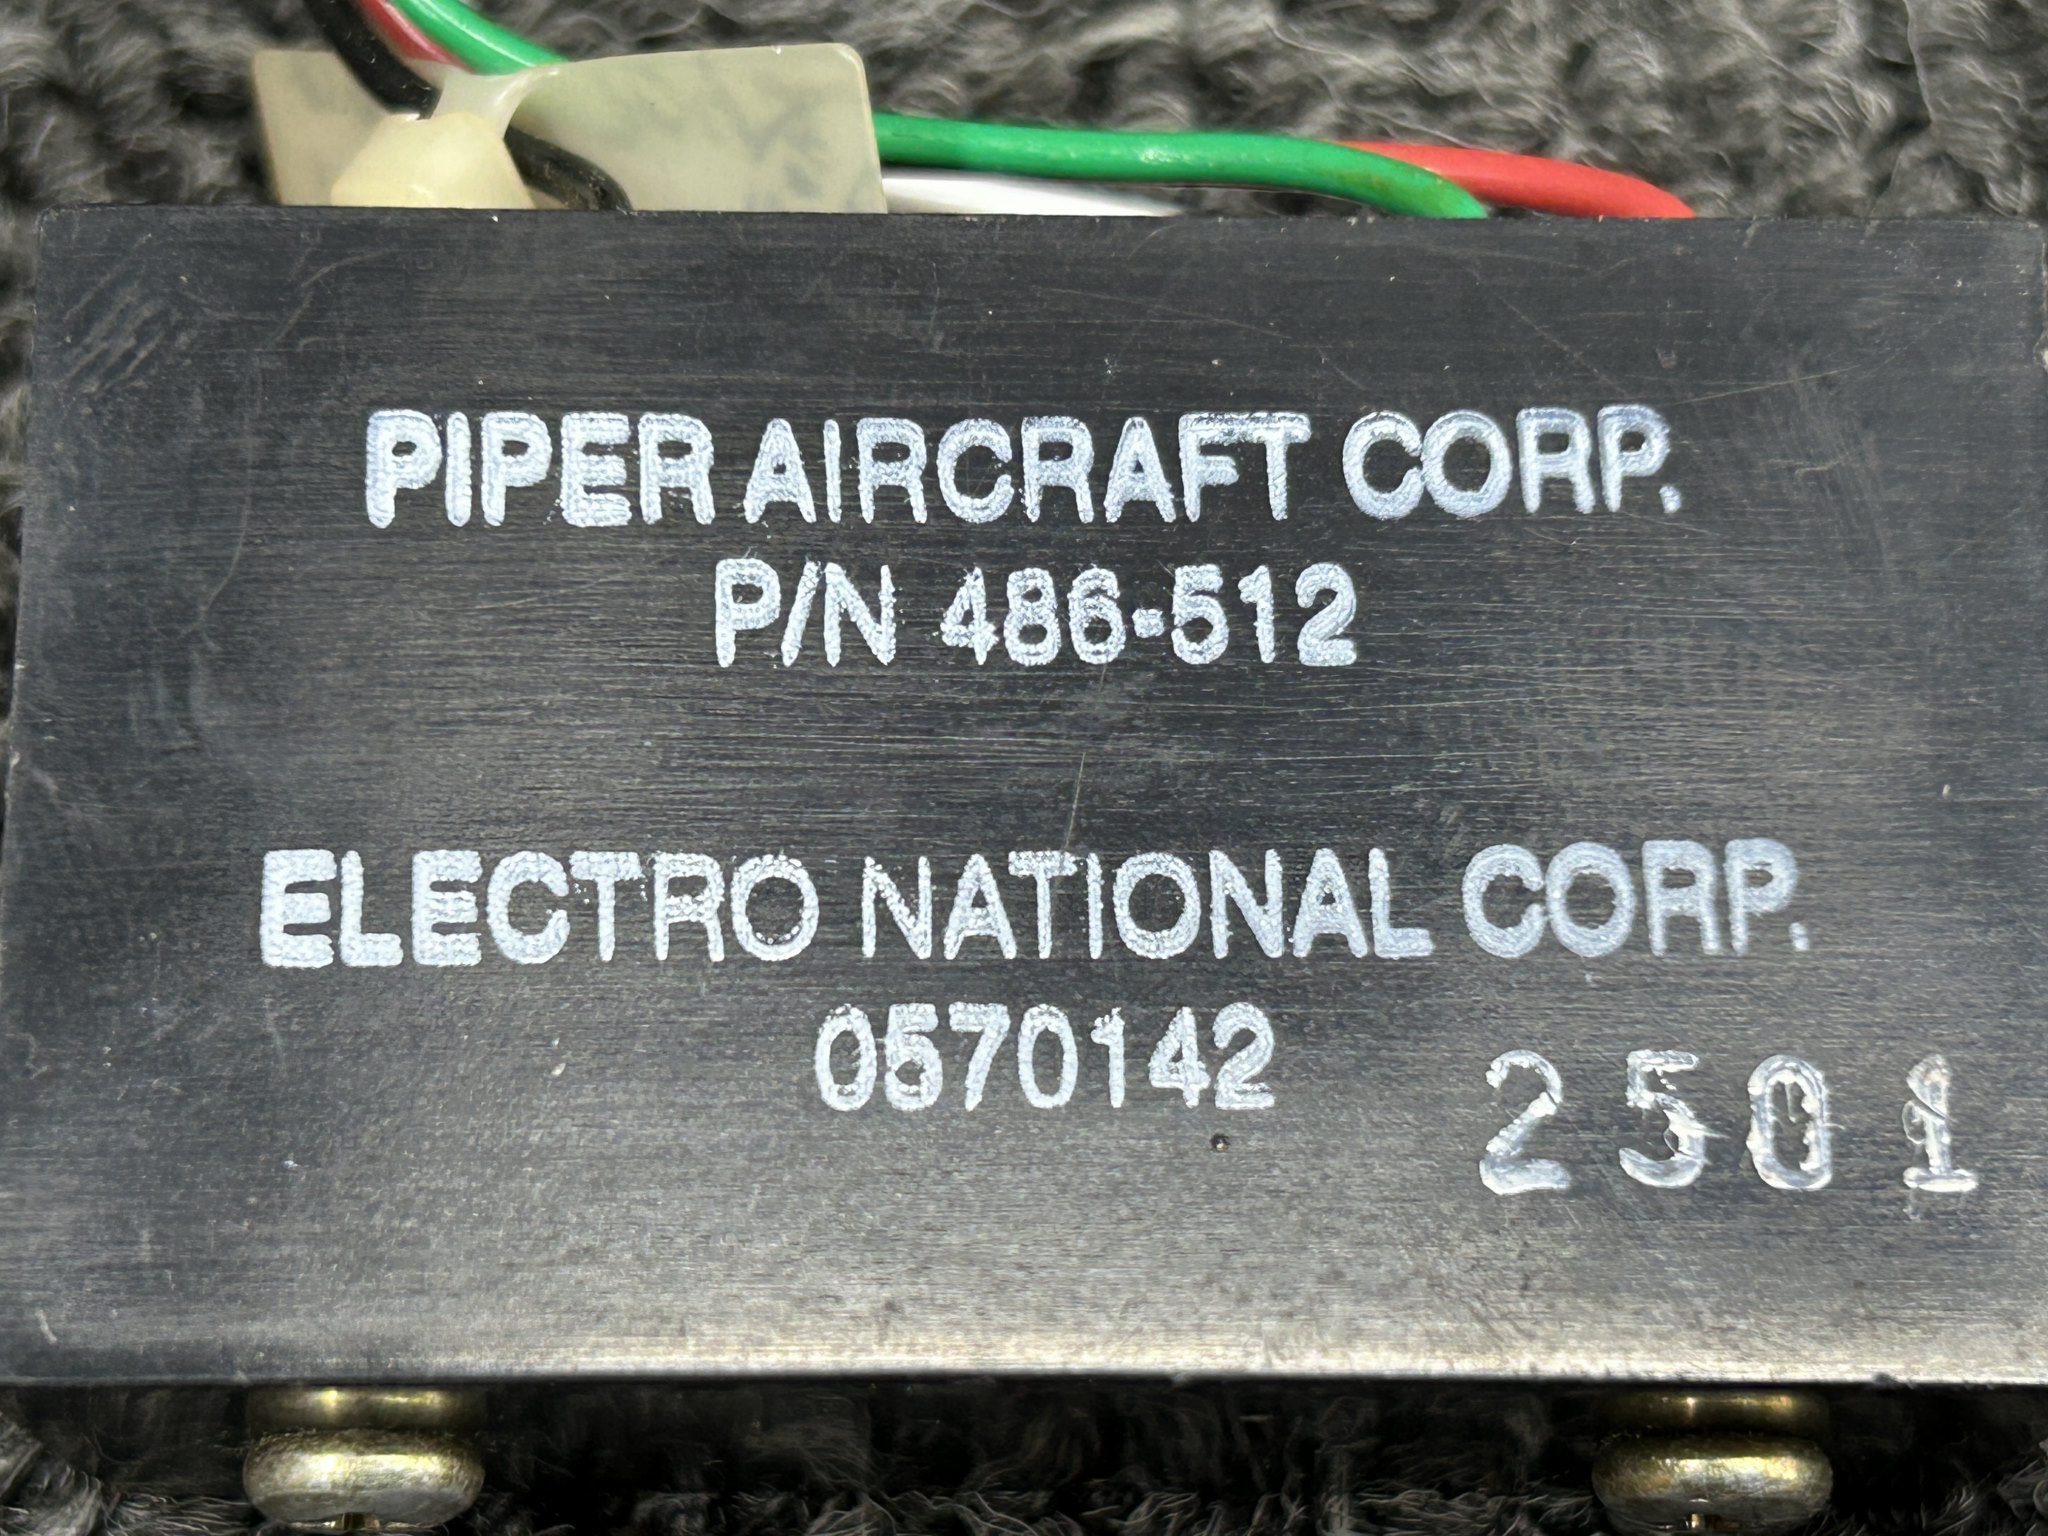 PIPER AIRCRAFT CORP.
P/N 486-512
ELECTRO NATIONAL CORP.
0570142
2501